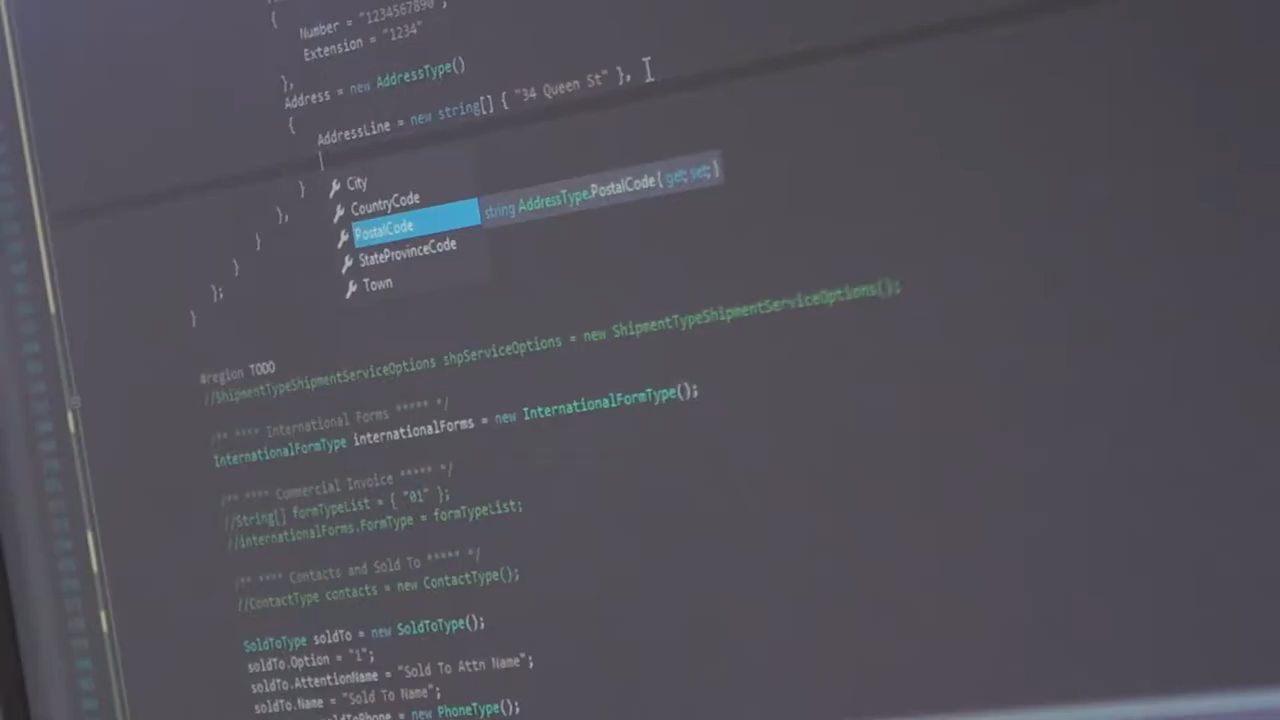 {
Number = "1234567890",
Extension = "1234"
},
Address = new AddressType()
{
AddressLine = new string[] { "34 Queen St" },
City
CountryCode
PostalCode string AddressType.PostalCode { get; set; }
StateProvinceCode
Town
}
},
}
}
};
}
#region TODO
//ShipmentTypeShipmentServiceOptions shpServiceOptions = new ShipmentTypeShipmentServiceOptions();
/** **** International Forms ***** */
InternationalFormType internationalForms = new InternationalFormType();
/** **** Commercial Invoice ***** */
//String[] formTypeList = { "01" };
//internationalForms.FormType = formTypeList;
/** **** Contacts and Sold To ***** */
//ContactType contacts = new ContactType();
SoldToType soldTo = new SoldToType();
soldTo.Option = "1";
soldTo.AttentionName = "Sold To Attn Name";
soldTo.Name = "Sold To Name";
soldToPhone = new PhoneType();